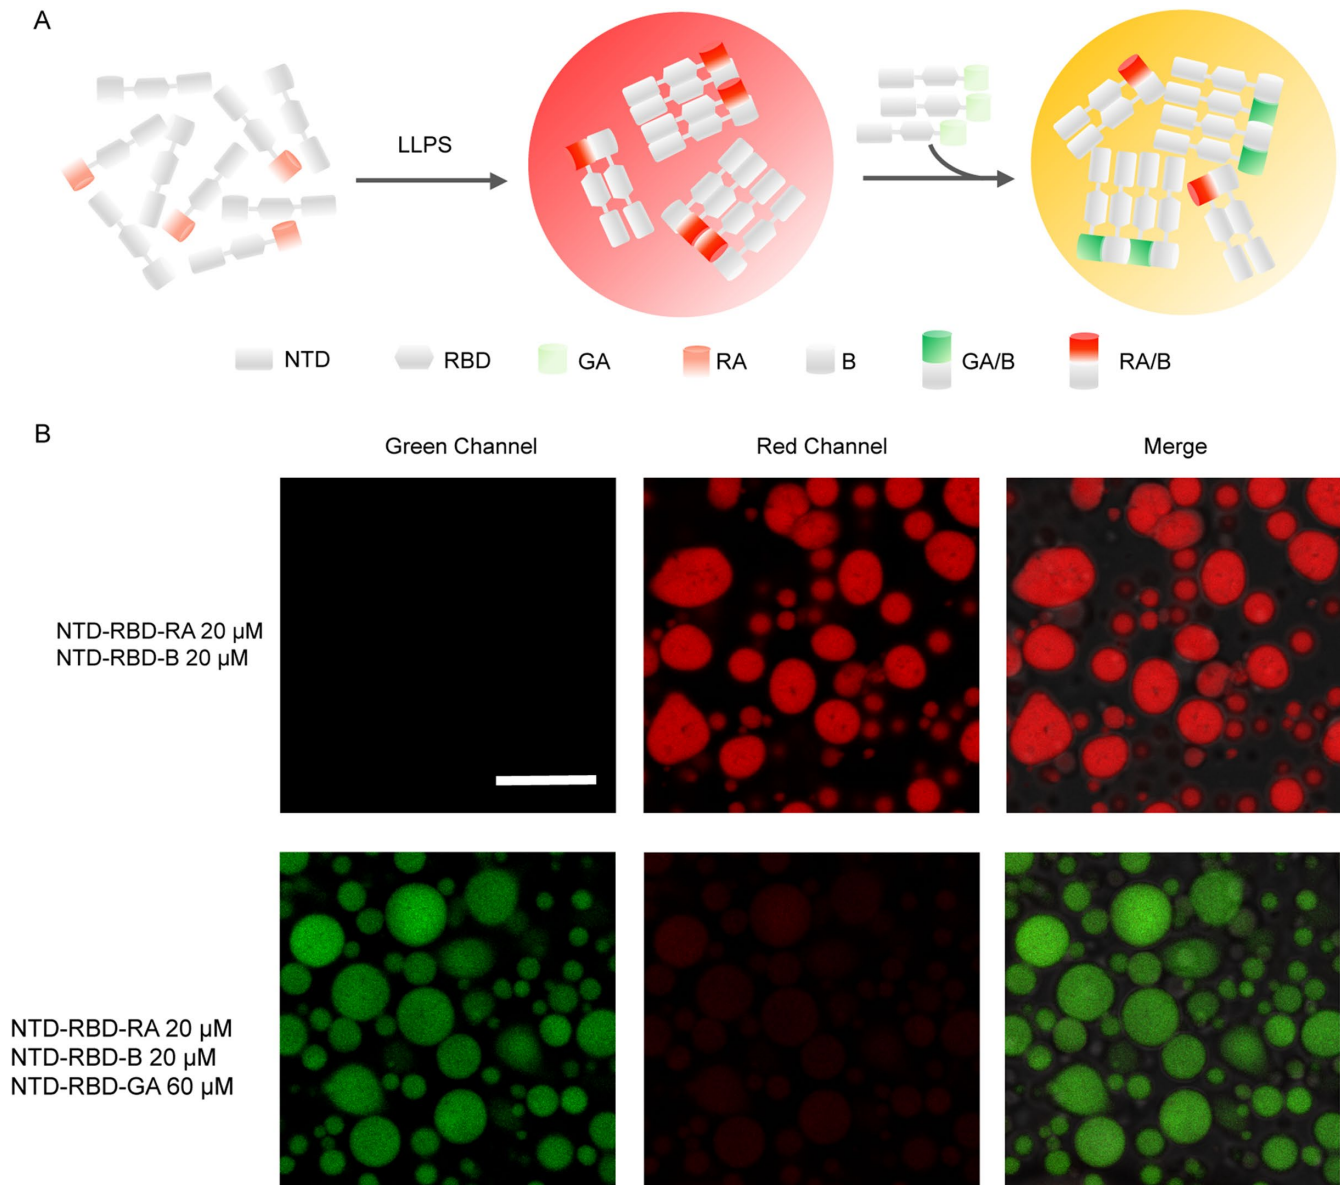 A
LLPS
NTD
RBD
GA
RA
B
GA/B
RA/B
B
Green Channel
Red Channel
Merge
NTD-RBD-RA 20 µM
NTD-RBD-B 20 µM
NTD-RBD-RA 20 µM
NTD-RBD-B 20 µM
NTD-RBD-GA 60 µM